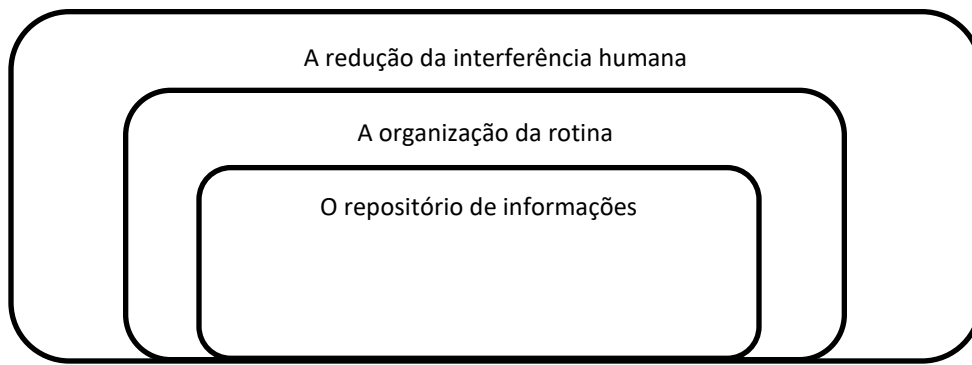 A redução da interferência humana
A organização da rotina
O repositório de informações